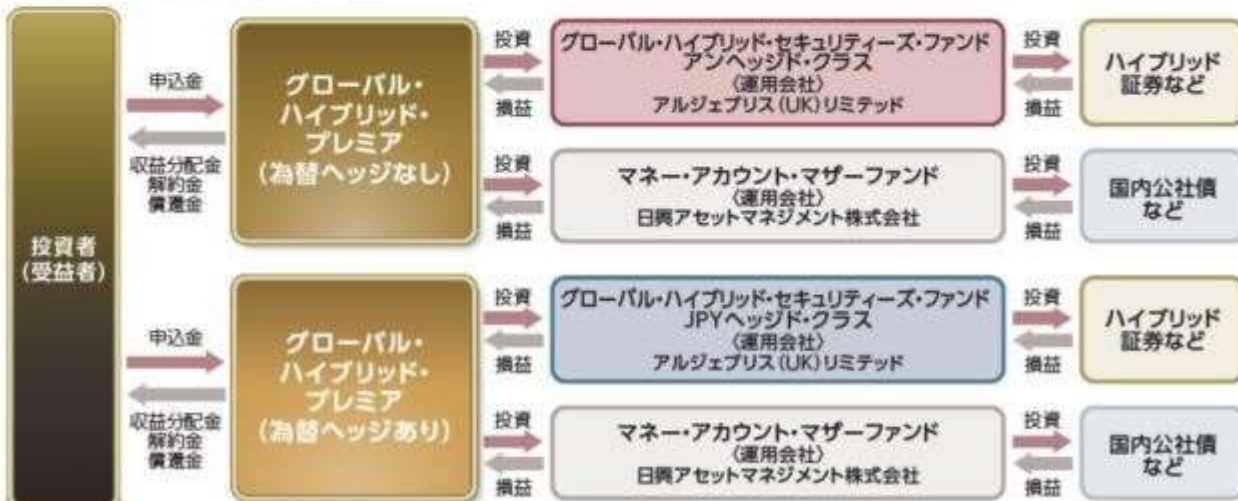 投資者
(受益者)
申込金
収益分配金
解約金
償還金
グローバル・
ハイブリッド・
プレミア
(為替ヘッジなし)
投資
損益
グローバル・ハイブリッド・セキュリティーズ・ファンド
アンヘッジド・クラス
〈運用会社〉
アルジェブリス(UK)リミテッド
投資
損益
ハイブリッド
証券など
投資
損益
マネー・アカウント・マザーファンド
〈運用会社〉
日興アセットマネジメント株式会社
投資
損益
国内公社債
など
申込金
収益分配金
解約金
償還金
グローバル・
ハイブリッド・
プレミア
(為替ヘッジあり)
投資
損益
グローバル・ハイブリッド・セキュリティーズ・ファンド
JPYヘッジド・クラス
〈運用会社〉
アルジェブリス(UK)リミテッド
投資
損益
ハイブリッド
証券など
投資
損益
マネー・アカウント・マザーファンド
〈運用会社〉
日興アセットマネジメント株式会社
投資
損益
国内公社債
など